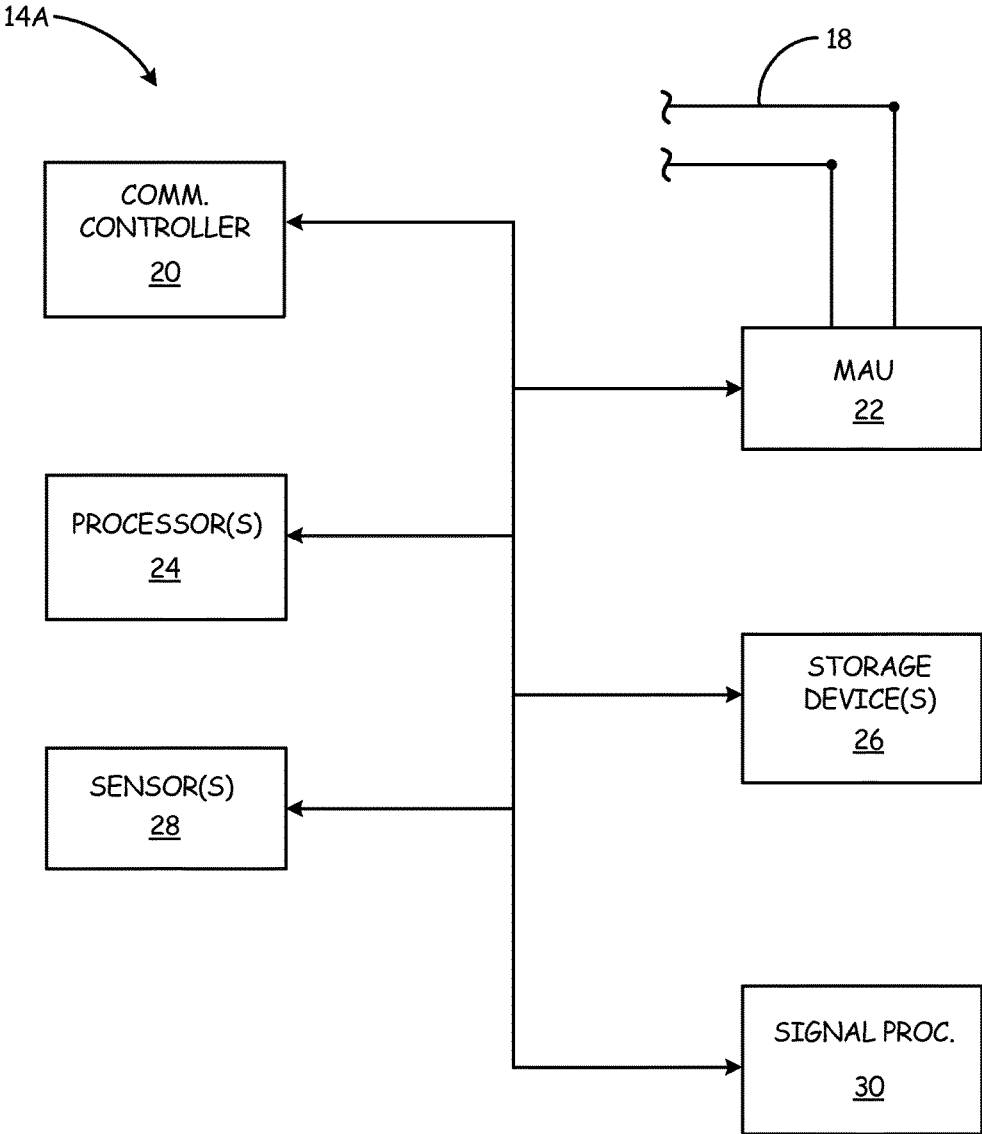 14A
18
COMM.
CONTROLLER
20
MAU
22
PROCESSOR(S)
24
STORAGE
DEVICE(S)
26
SENSOR(S)
28
SIGNAL PROC.
30